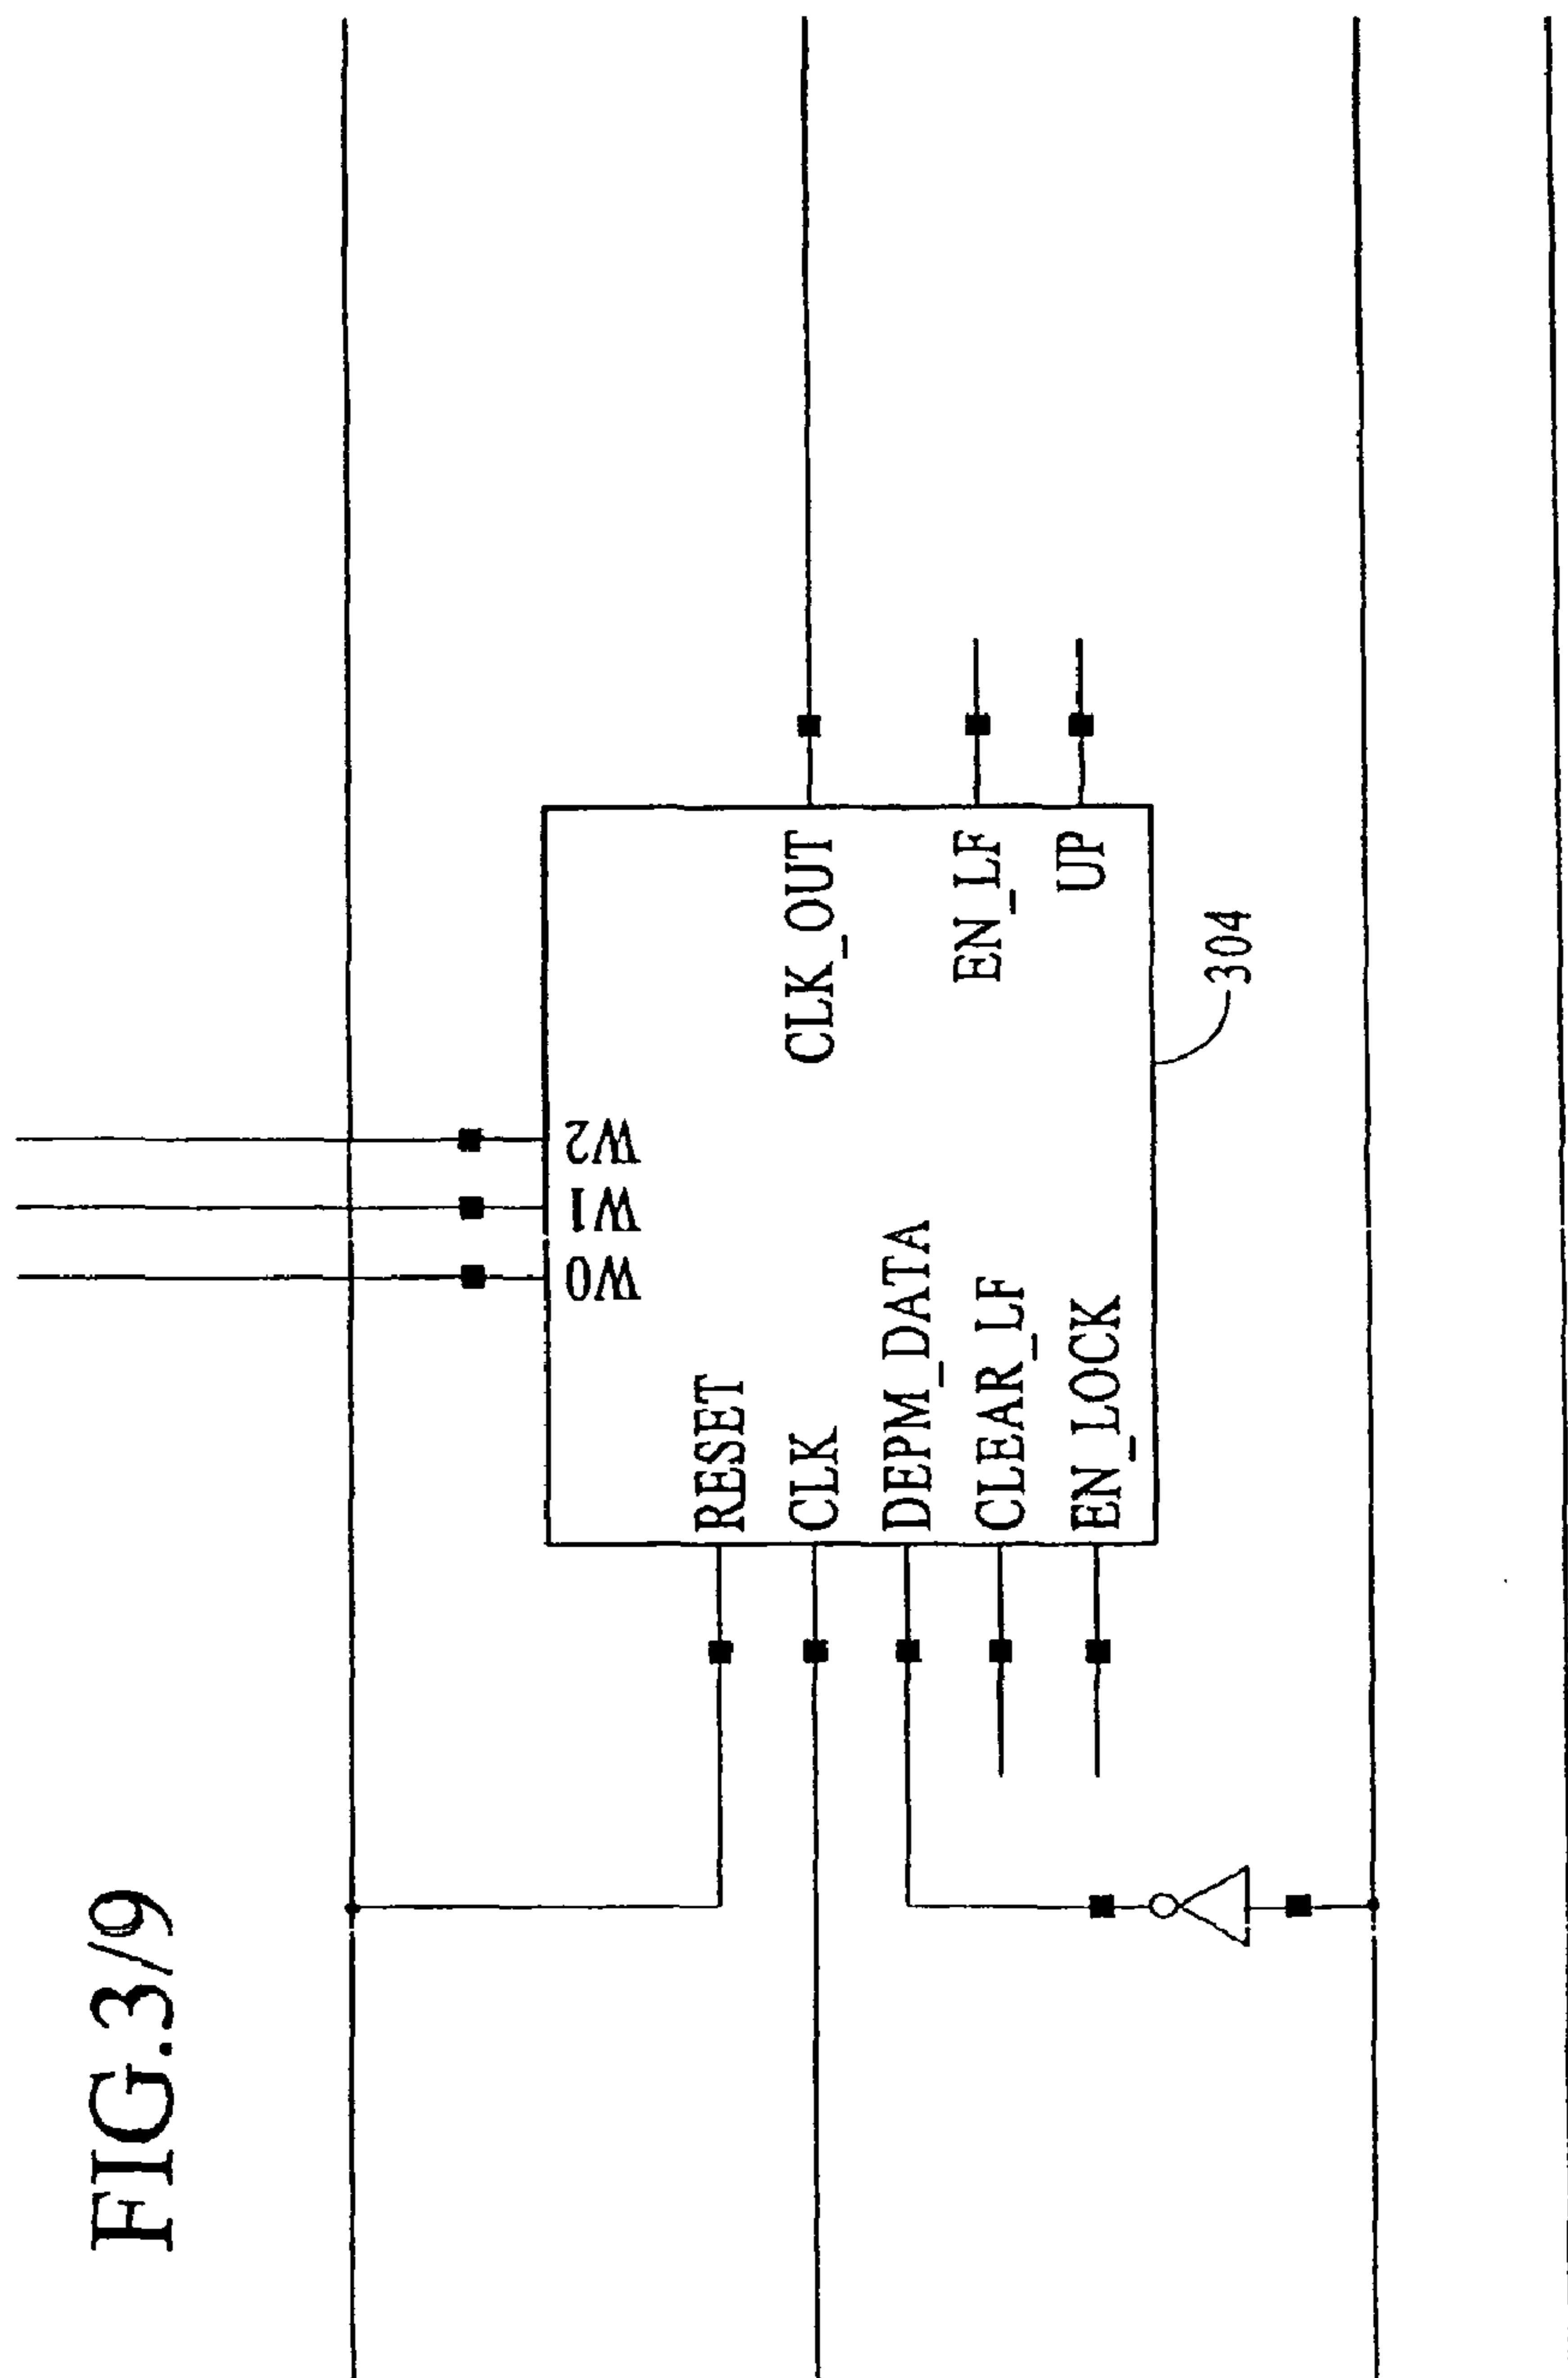 FIG.3/9
W0
W1
W2
RESET
CLK
DEPM_DATA
CLEAR_LF
EN_LOCK
CLK_OUT
EN_LF
UP
304